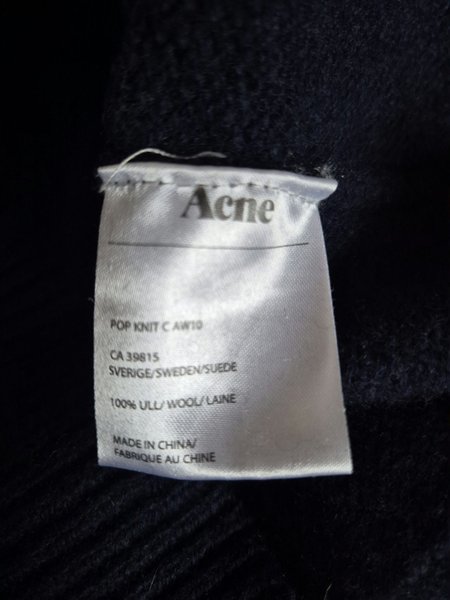 Acne
POP KNIT C AW10
CA 39815
SVERIGE/SWEDEN/SUEDE
100% ULL/WOOL/LAINE
MADE IN CHINA/
FABRIQUE AU CHINE